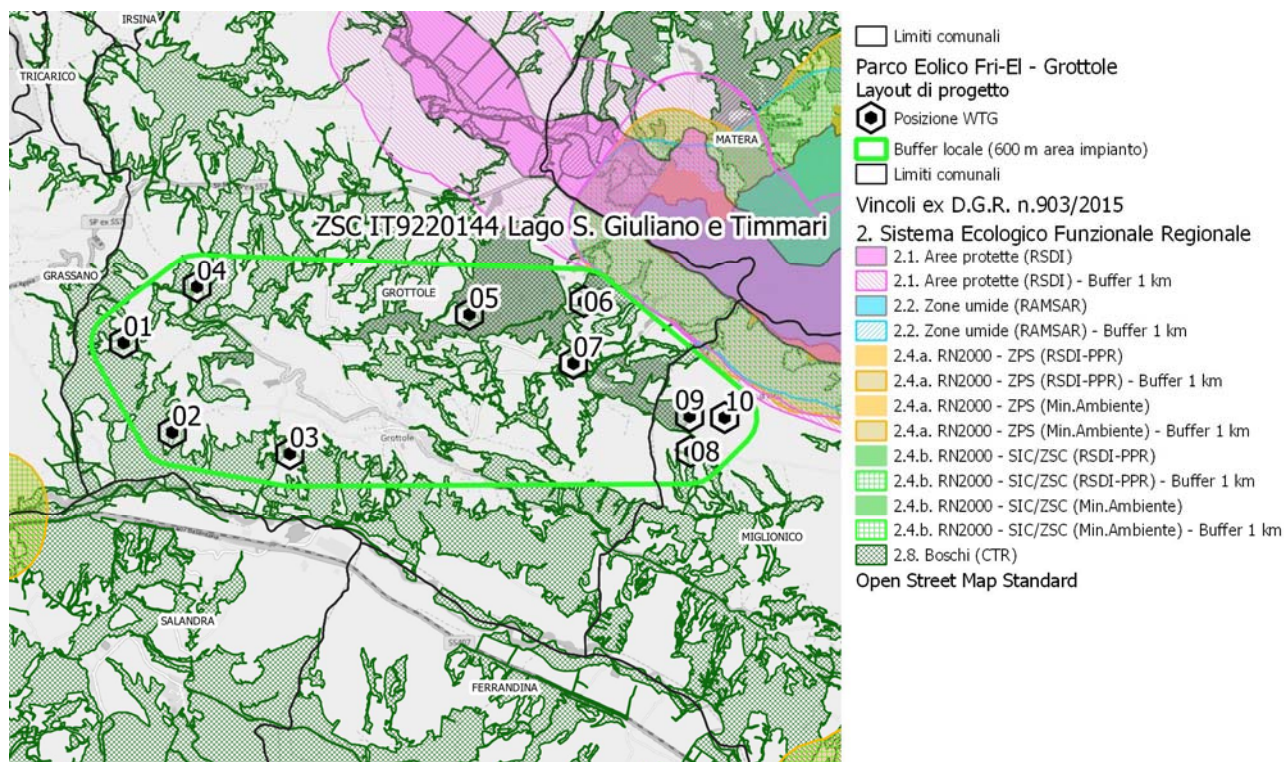 IRSINA
TRICARICO
MATERA
ZSC IT9220144 Lago S. Giuliano e Timmari
SP ex SS7
GRASSANO
04
GROTTOLE
05
06
01
07
02
03
Grottole
09
10
08
MIGLIONICO
SALANDRA
SS407
FERRANDINA
Limiti comunali
Parco Eolico Fri-El - Grottole
Layout di progetto
Posizione WTG
Buffer locale (600 m area impianto)
Limiti comunali
Vincoli ex D.G.R. n.903/2015
2. Sistema Ecologico Funzionale Regionale
2.1. Aree protette (RSDI)
2.1. Aree protette (RSDI) - Buffer 1 km
2.2. Zone umide (RAMSAR)
2.2. Zone umide (RAMSAR) - Buffer 1 km
2.4.a. RN2000 - ZPS (RSDI-PPR)
2.4.a. RN2000 - ZPS (RSDI-PPR) - Buffer 1 km
2.4.a. RN2000 - ZPS (Min.Ambiente)
2.4.a. RN2000 - ZPS (Min.Ambiente) - Buffer 1 km
2.4.b. RN2000 - SIC/ZSC (RSDI-PPR)
2.4.b. RN2000 - SIC/ZSC (RSDI-PPR) - Buffer 1 km
2.4.b. RN2000 - SIC/ZSC (Min.Ambiente)
2.4.b. RN2000 - SIC/ZSC (Min.Ambiente) - Buffer 1 km
2.8. Boschi (CTR)
Open Street Map Standard